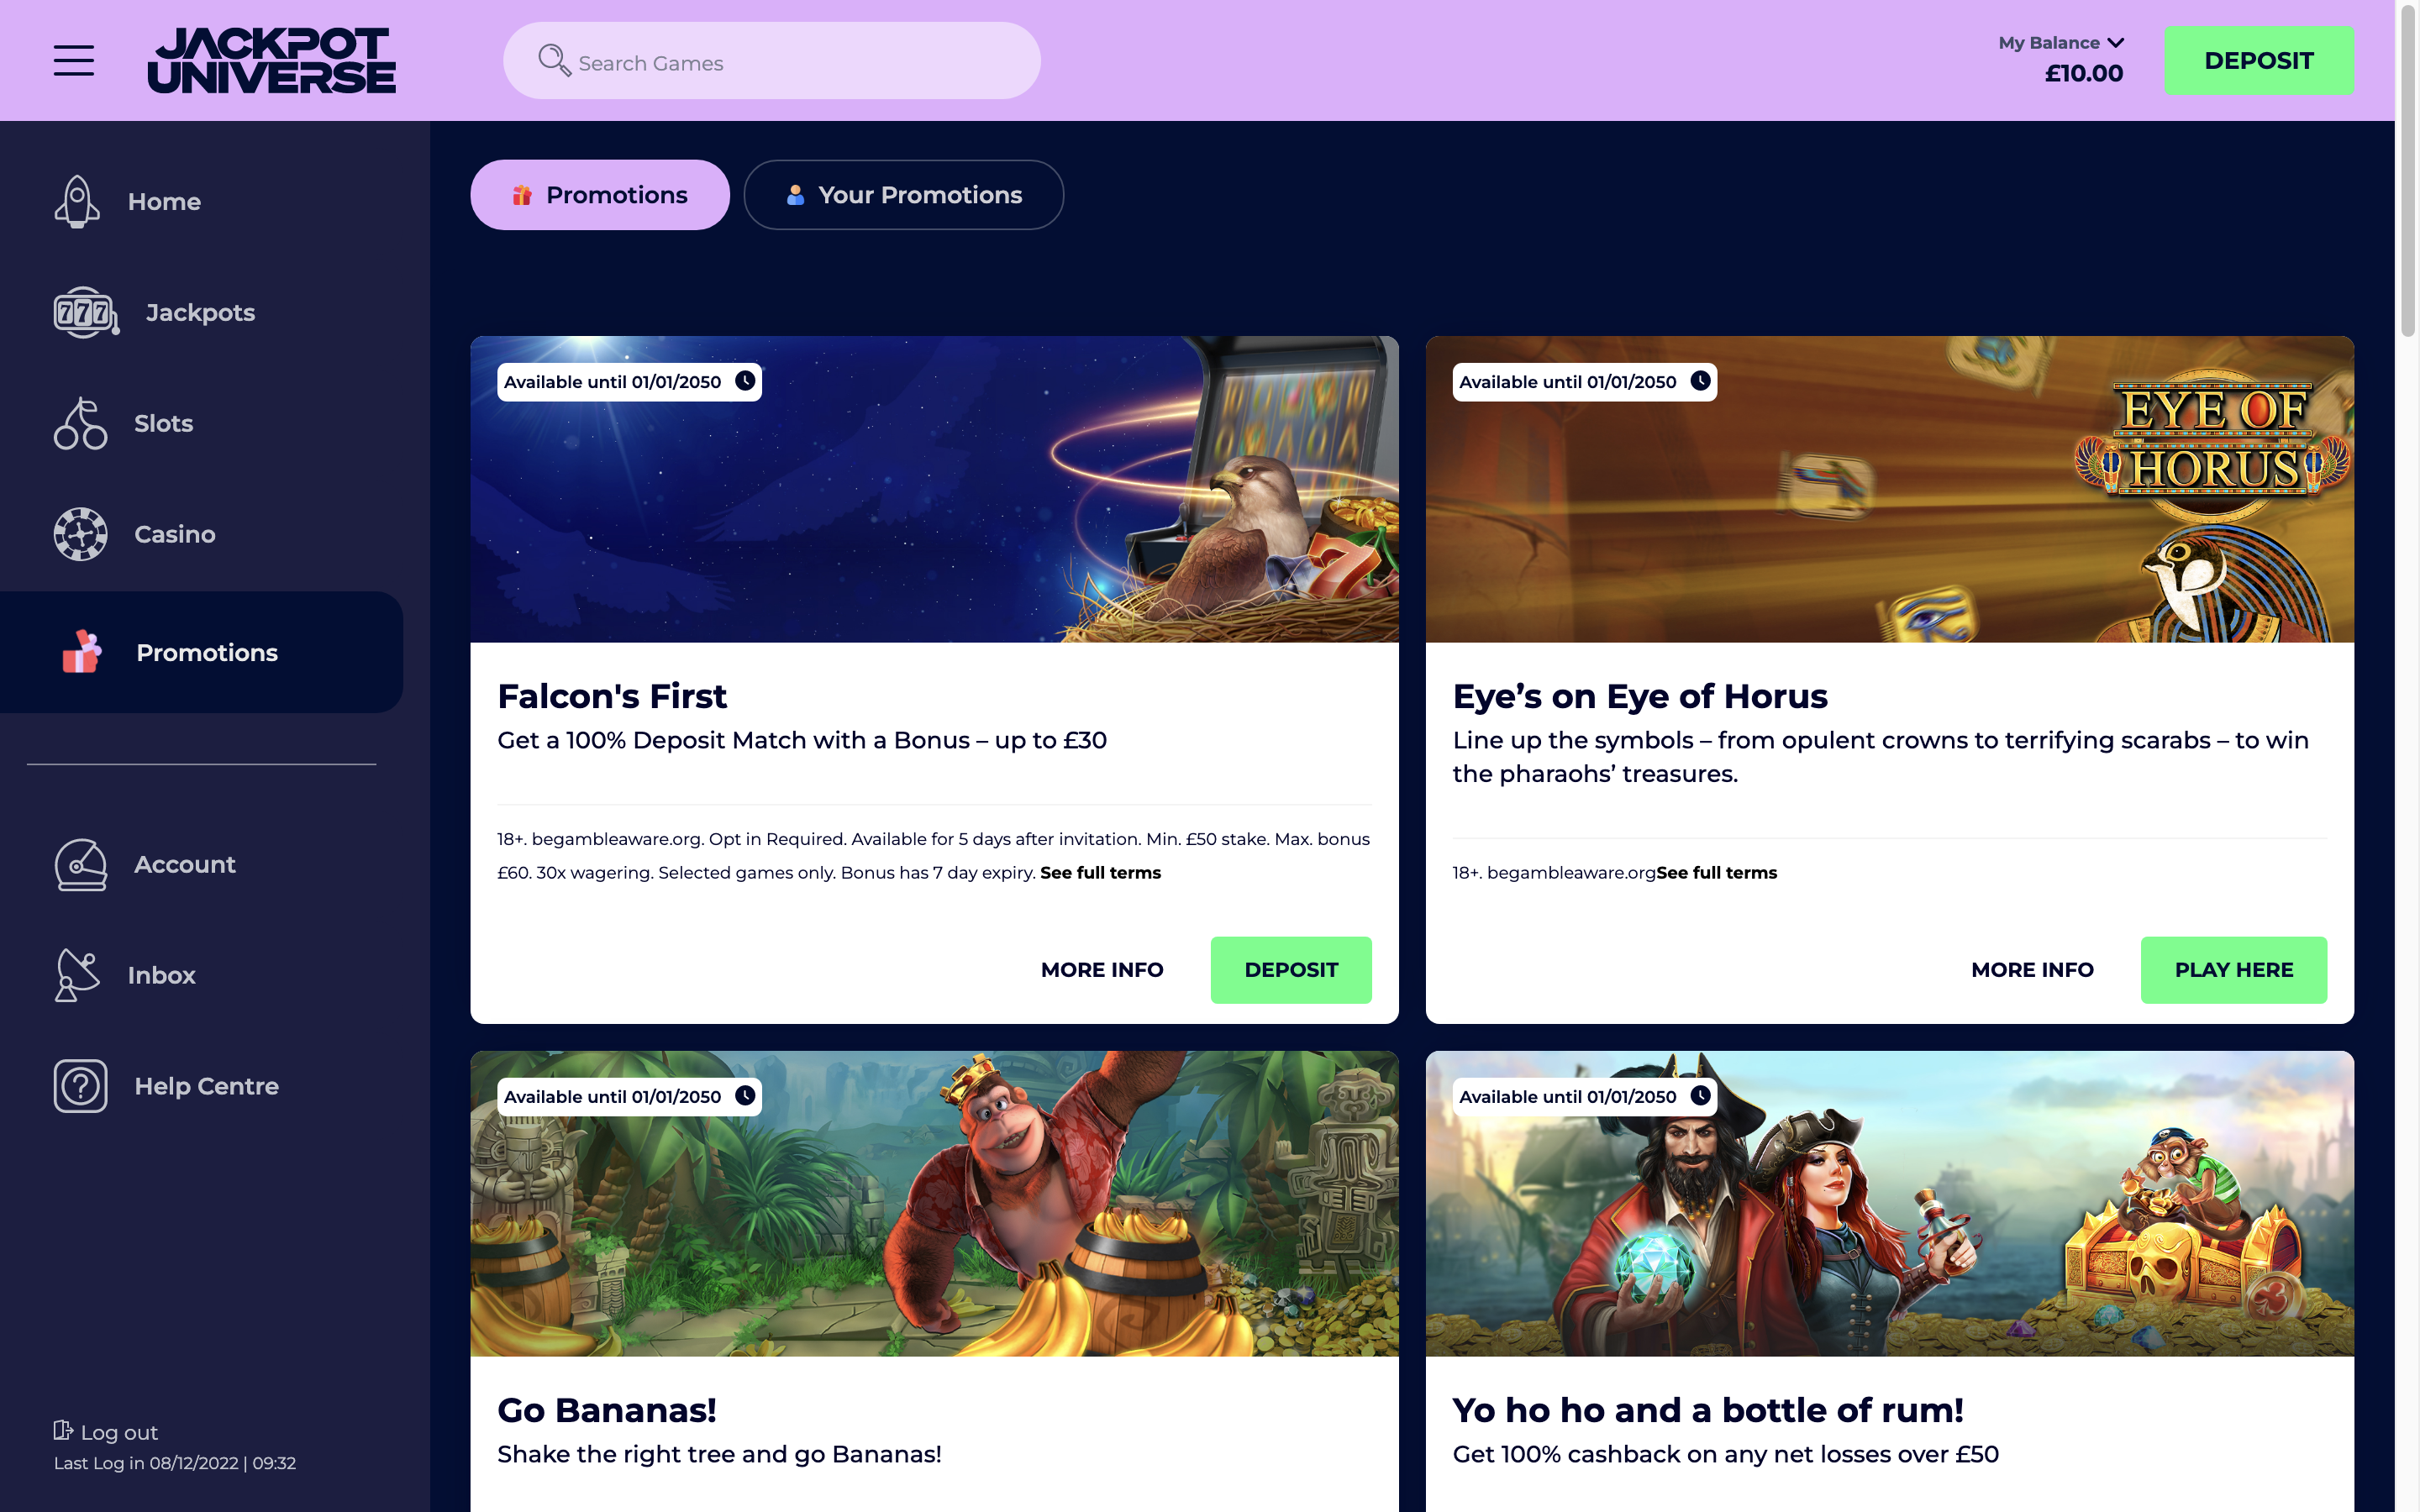 JACKPOT
UNIVERSE
Search Games
My Balance
£10.00
DEPOSIT
Home
777
Jackpots
Slots
Casino
Promotions
Account
Inbox
Help Centre
Log out
Last Log in 08/12/2022 | 09:32
Promotions
Your Promotions
Available until 01/01/2050
Falcon's First
Get a 100% Deposit Match with a Bonus – up to £30
18+. begambleaware.org. Opt in Required. Available for 5 days after invitation. Min. £50 stake. Max. bonus
£60. 30x wagering. Selected games only. Bonus has 7 day expiry. See full terms
MORE INFO
DEPOSIT
Available until 01/01/2050
EYE OF
HORUS
Eye’s on Eye of Horus
Line up the symbols – from opulent crowns to terrifying scarabs – to win
the pharaohs’ treasures.
18+. begambleaware.orgSee full terms
MORE INFO
PLAY HERE
Available until 01/01/2050
Go Bananas!
Shake the right tree and go Bananas!
Available until 01/01/2050
Yo ho ho and a bottle of rum!
Get 100% cashback on any net losses over £50